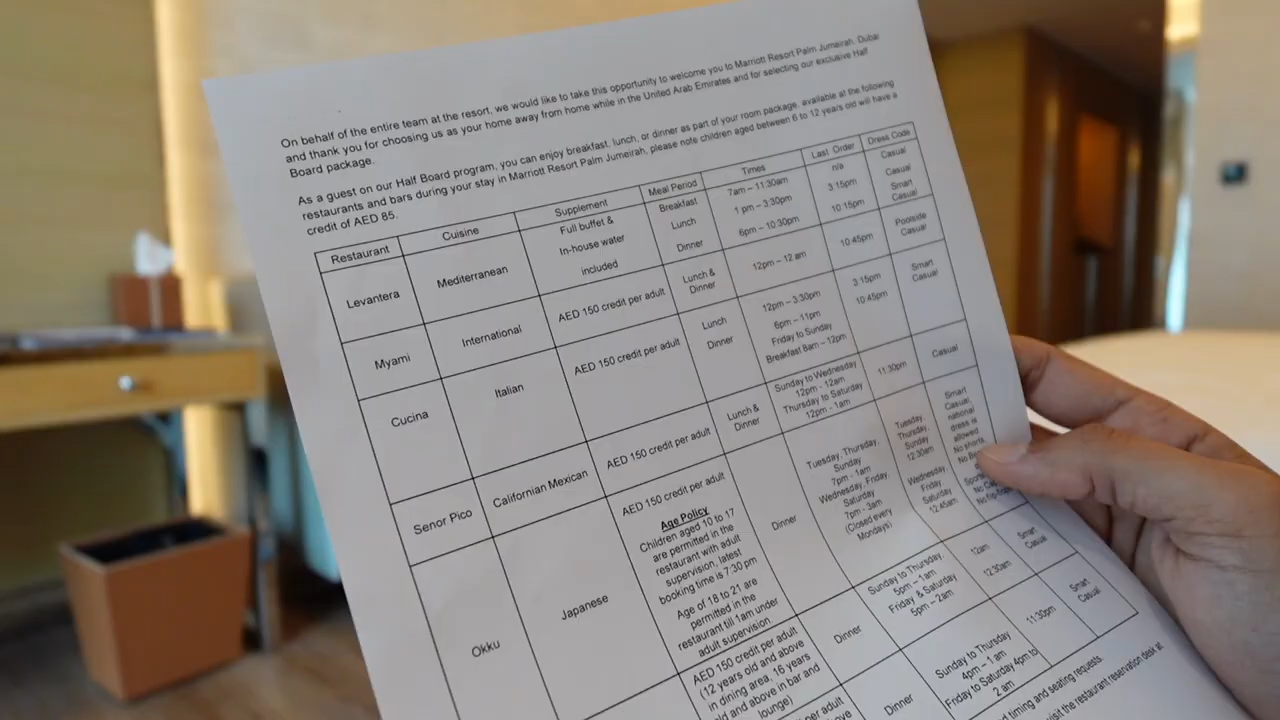 On behalf of the entire team at the resort, we would like to take this opportunity to welcome you to Marriott Resort Palm Jumeirah, Dubai
and thank you for choosing us as your home away from home while in the United Arab Emirates and for selecting our exclusive Half
Board package.
As a guest on our Half Board program, you can enjoy breakfast, lunch, or dinner as part of your room package, available at the following
restaurants and bars during your stay in Marriott Resort Palm Jumeirah, please note children aged between 6 to 12 years old will have a
credit of AED 85.
Restaurant Cuisine Supplement Meal Period Times Last Order Dress Code
Levantera
Mediterranean
Full buffet &
In-house water
included
Breakfast
Lunch
Dinner
7am – 11:30am
1 pm – 3:30pm
6pm – 10:30pm
n/a
3:15pm
10:15pm
Casual
Casual
Smart
Casual
Myami
International
AED 150 credit per adult
Lunch &
Dinner
12pm – 12 am
10:45pm
Poolside
Casual
Cucina
Italian
AED 150 credit per adult
Lunch
Dinner
12pm – 3:30pm
6pm – 11pm
Friday to Sunday
Breakfast 8am – 12pm
3:15pm
10:45pm
Smart
Casual
Senor Pico
Californian Mexican
AED 150 credit per adult
Lunch &
Dinner
Sunday to Wednesday
12pm - 12am
Thursday to Saturday
12pm - 1am
11:30pm
Casual
Okku
Japanese
AED 150 credit per adult
Age Policy
Children aged 10 to 17
are permitted in the
restaurant with adult
supervision, latest
booking time is 7:30 pm
Age of 18 to 21 are
permitted in the
restaurant till 1am under
adult supervision
Dinner
Tuesday, Thursday,
Sunday
7pm - 1am
Wednesday, Friday,
Saturday
7pm - 3am
(Closed every
Mondays)
Tuesday,
Thursday,
Sunday
12:30am
Wednesday,
Friday
Saturday
12:45am
Smart
Casual,
national
dress is
allowed
No shorts
AED 150 credit per adult
(12 years old and above
in dining area, 16 years
old and above in bar and
lounge)
Dinner
Sunday to Thursday,
5pm – 1am
Friday & Saturday
5pm – 2am
12am
12:30am
Smart
Casual
per adult
Dinner
Sunday to Thursday
4pm – 1 am
Friday to Saturday 4pm to
2 am
11:30pm
Smart
Casual
timing and seating requests.
visit the restaurant reservation desk at